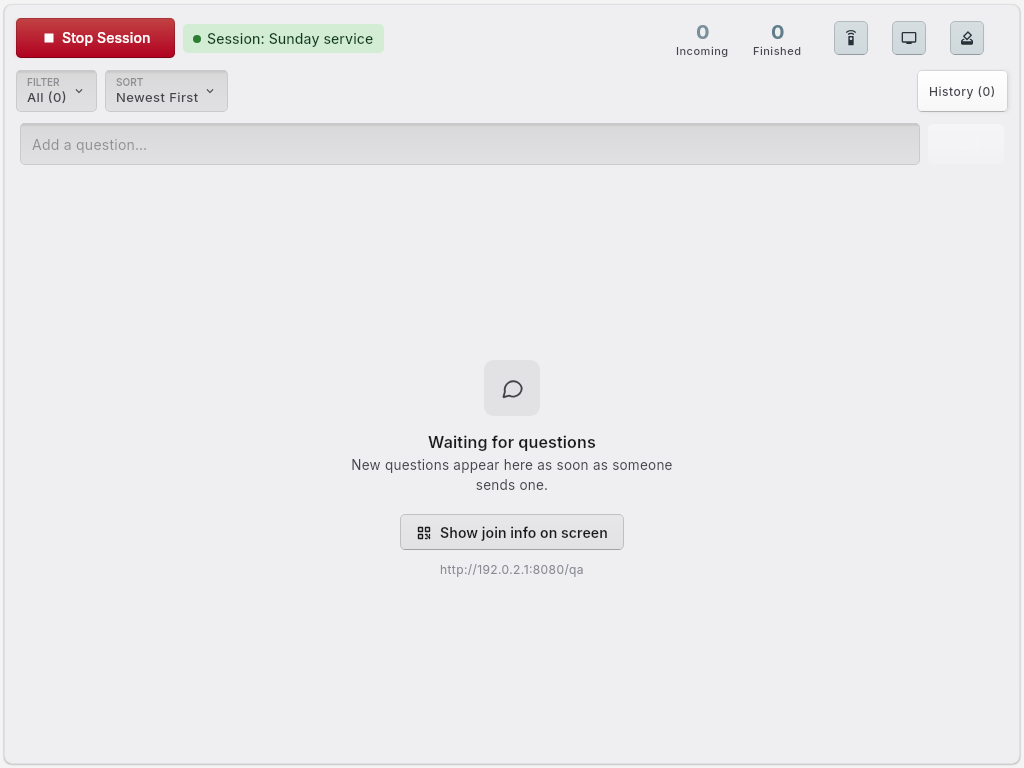 Stop Session
Session: Sunday service
0
Incoming
0
Finished
FILTER
All (0)
SORT
Newest First
History (0)
Add a question...
Waiting for questions
New questions appear here as soon as someone
sends one.
Show join info on screen
http://192.0.2.1:8080/qa